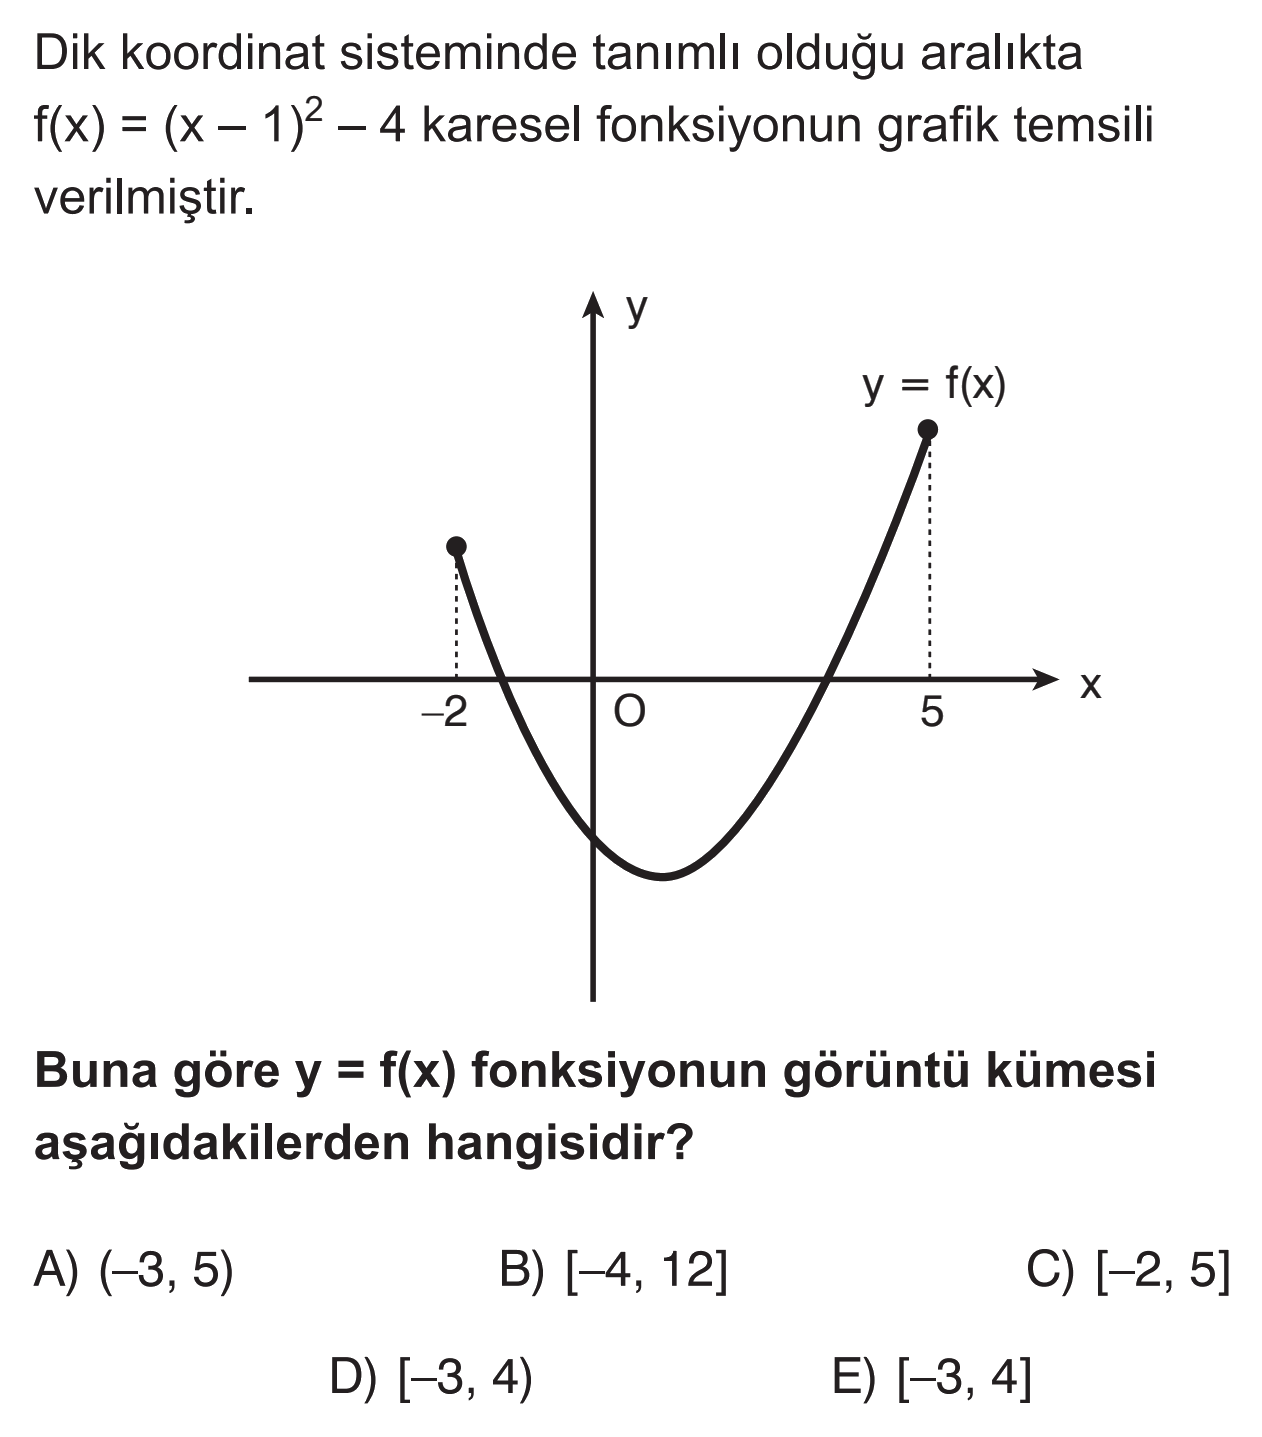 Dik koordinat sisteminde tanımlı olduğu aralıkta
f(x) = (x – 1)² – 4 karesel fonksiyonun grafik temsili
verilmiştir.
y
y = f(x)
x
–2
O
5
Buna göre y = f(x) fonksiyonun görüntü kümesi
aşağıdakilerden hangisidir?
A) (–3, 5)
B) [–4, 12]
C) [–2, 5]
D) [–3, 4)
E) [–3, 4]